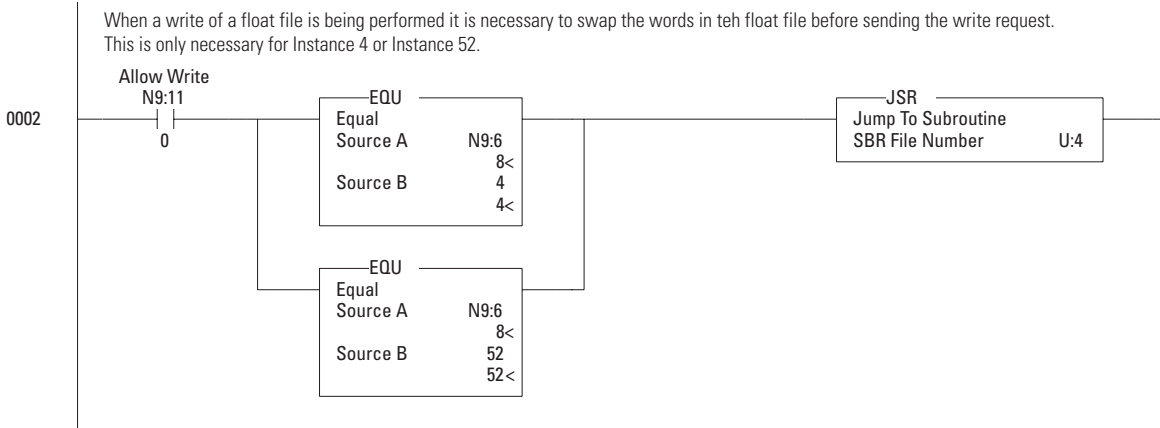 When a write of a float file is being performed it is necessary to swap the words in teh float file before sending the write request.
This is only necessary for Instance 4 or Instance 52.
Allow Write
N9:11
0002
0
EQU
Equal
Source A N9:6
8<
Source B 4
4<
JSR
Jump To Subroutine
SBR File Number U:4
EQU
Equal
Source A N9:6
8<
Source B 52
52<